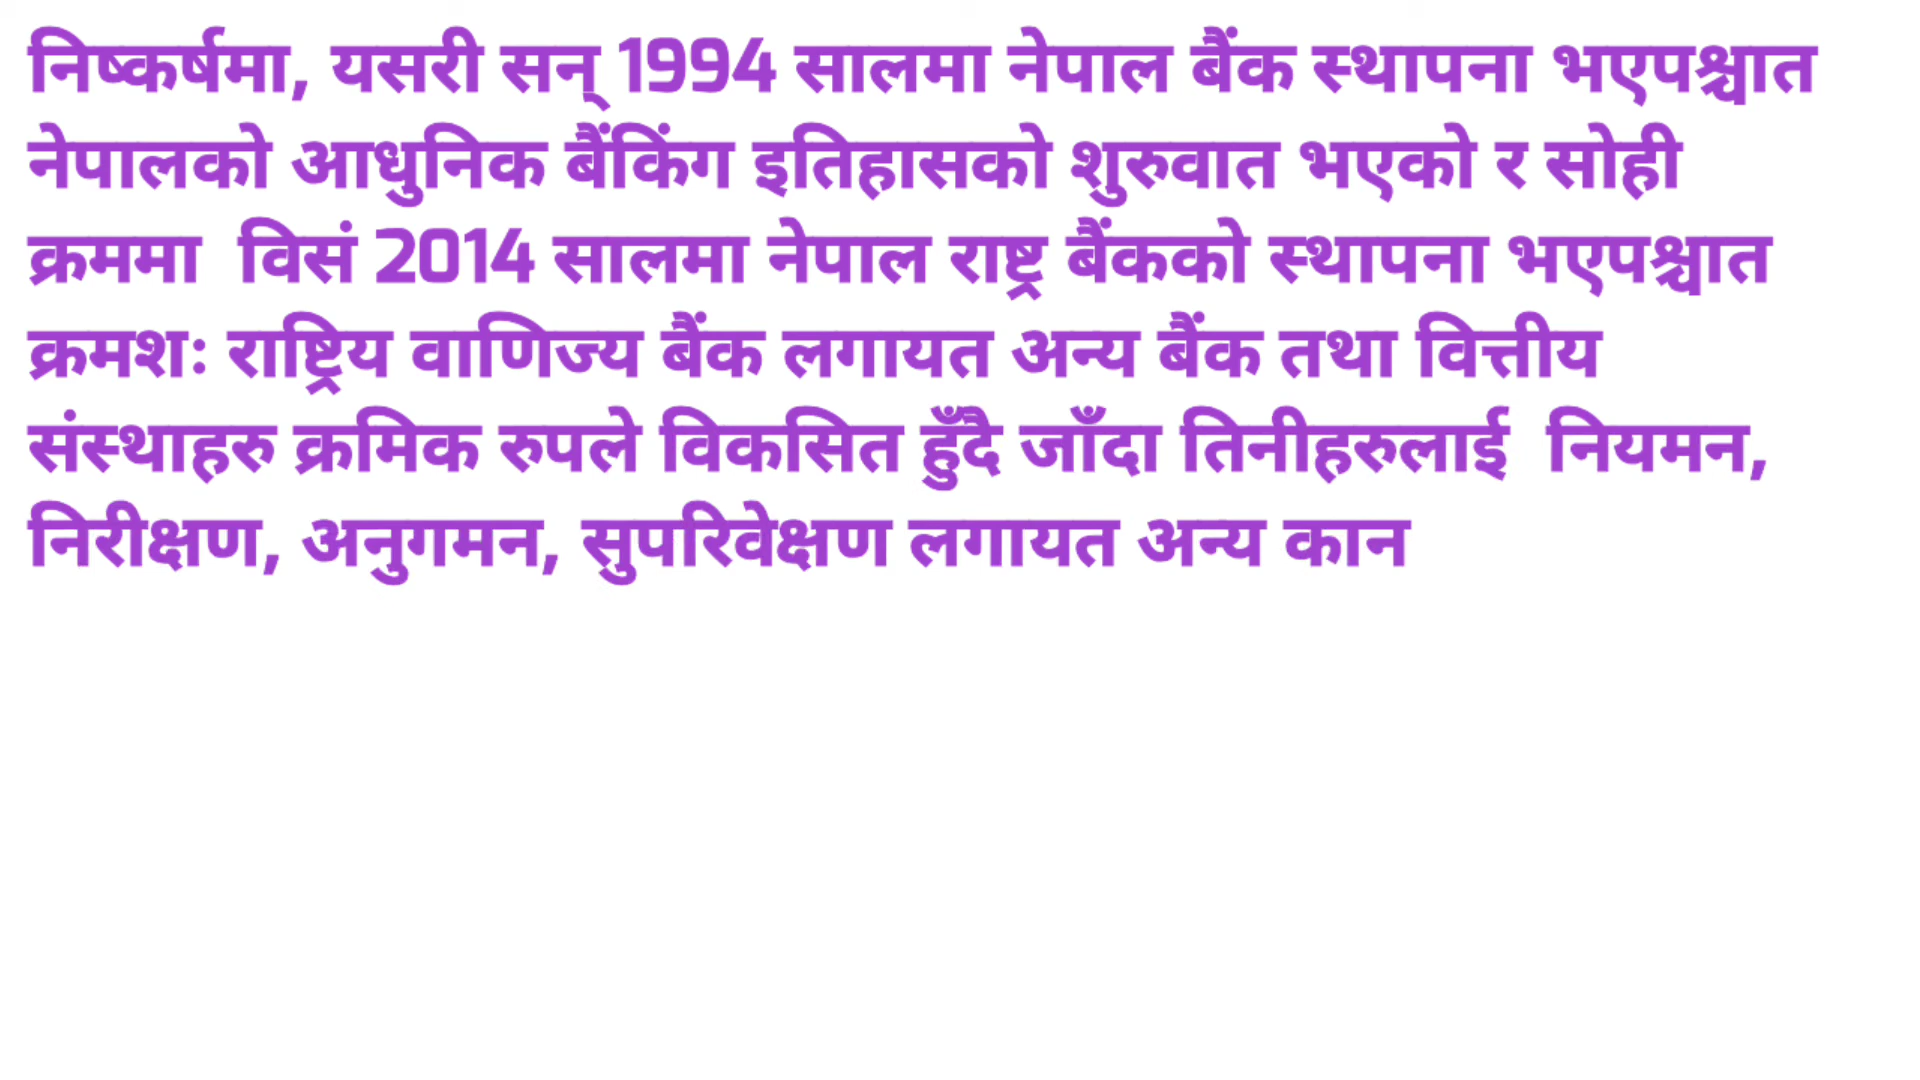 निष्कर्षमा, यसरी सन् 1994 सालमा नेपाल बैंक स्थापना भएपश्चात
नेपालको आधुनिक बैंकिंग इतिहासको शुरुवात भएको र सोही
क्रममा  विसं 2014 सालमा नेपाल राष्ट्र बैंकको स्थापना भएपश्चात
क्रमशः राष्ट्रिय वाणिज्य बैंक लगायत अन्य बैंक तथा वित्तीय
संस्थाहरु क्रमिक रुपले विकसित हुँदै जाँदा तिनीहरुलाई  नियमन,
निरीक्षण, अनुगमन, सुपरिवेक्षण लगायत अन्य कान